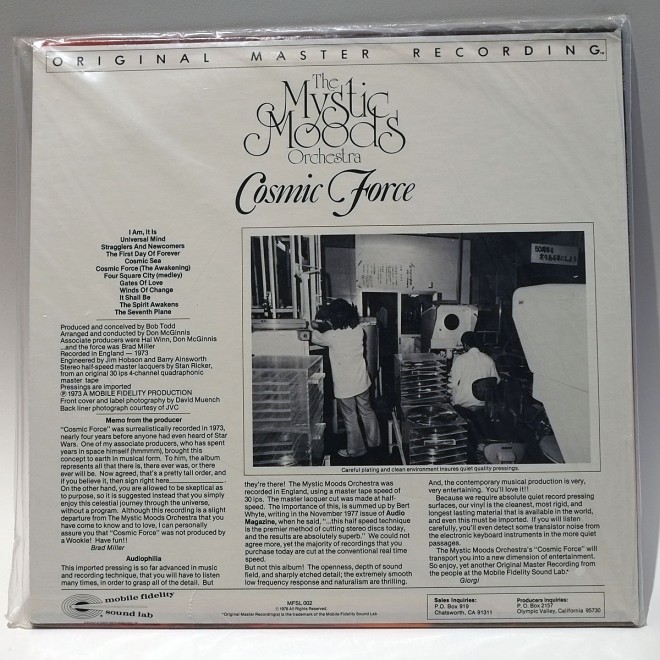 ORIGINAL MASTER RECORDING™
The
Mystic
Moods
Orchestra
Cosmic Force
I Am, It Is
Universal Mind
Stragglers And Newcomers
The First Day Of Forever
Cosmic Sea
Cosmic Force (The Awakening)
Four Square City (medley)
Gates Of Love
Winds Of Change
It Shall Be
The Spirit Awakens
The Seventh Plane
Produced and conceived by Bob Todd
Arranged and conducted by Don McGinnis
Associate producers were Hal Winn, Don McGinnis
...and the force was Brad Miller
Recorded in England — 1973
Engineered by Jim Hobson and Barry Ainsworth
Stereo half-speed master lacquers by Stan Ricker,
from an original 30 ips 4-channel quadraphonic
master tape
Pressings are imported
℗ 1973 A MOBILE FIDELITY PRODUCTION
Front cover and label photography by David Muench
Back liner photograph courtesy of JVC
Memo from the producer
"Cosmic Force" was surrealistically recorded in 1973,
nearly four years before anyone had even heard of Star
Wars. One of my associate producers, who has spent
years in space himself (hmmmm), brought this
concept to earth in musical form. To him, the album
represents all that there is, there ever was, or there
ever will be. Now agreed, that's a pretty tall order, and
if you believe it, then sign right here
On the other hand, you are allowed to be skeptical as
to purpose, so it is suggested instead that you simply
enjoy this celestial journey through the universe,
without a program. Although this recording is a slight
departure from The Mystic Moods Orchestra that you
have come to know and to love, I can personally
assure you that "Cosmic Force" was not produced by
a Wookie! Have fun!!
Brad Miller
Audiophilia
This imported pressing is so far advanced in music
and recording technique, that you will have to listen
many times, in order to grasp all of the detail. But
Careful plating and clean environment insures quiet quality pressings.
they're there! The Mystic Moods Orchestra was
recorded in England, using a master tape speed of
30 ips. The master lacquer cut was made at half-
speed. The importance of this, is summed up by Bert
Whyte, writing in the November 1977 issue of Audio
Magazine, when he said, "...this half speed technique
is the premier method of cutting stereo discs today,
and the results are absolutely superb." We could not
agree more, yet the majority of recordings that you
purchase today are cut at the conventional real time
speed.
But not this album! The openness, depth of sound
field, and sharply etched detail; the extremely smooth
low frequency response and naturalism are thrilling.
And, the contemporary musical production is very,
very entertaining. You'll love it!!
Because we require absolute quiet record pressing
surfaces, our vinyl is the cleanest, most rigid, and
longest lasting material that is available in the world,
and even this must be imported. If you will listen
carefully, you'll even detect some transistor noise from
the electronic keyboard instruments in the more quiet
passages.
The Mystic Moods Orchestra's "Cosmic Force" will
transport you into a new dimension of entertainment.
So enjoy, yet another Original Master Recording from
the people at the Mobile Fidelity Sound Lab.*
Giorgi
mobile fidelity
sound lab
MFSL 002
© 1978 All Rights Reserved.
*Original Master Recording(s) is the trademark of the Mobile Fidelity Sound Lab
Sales Inquiries:
P.O. Box 919
Chatsworth, CA 91311
Producers Inquiries:
P. O. Box 2157
Olympic Valley, California 95730